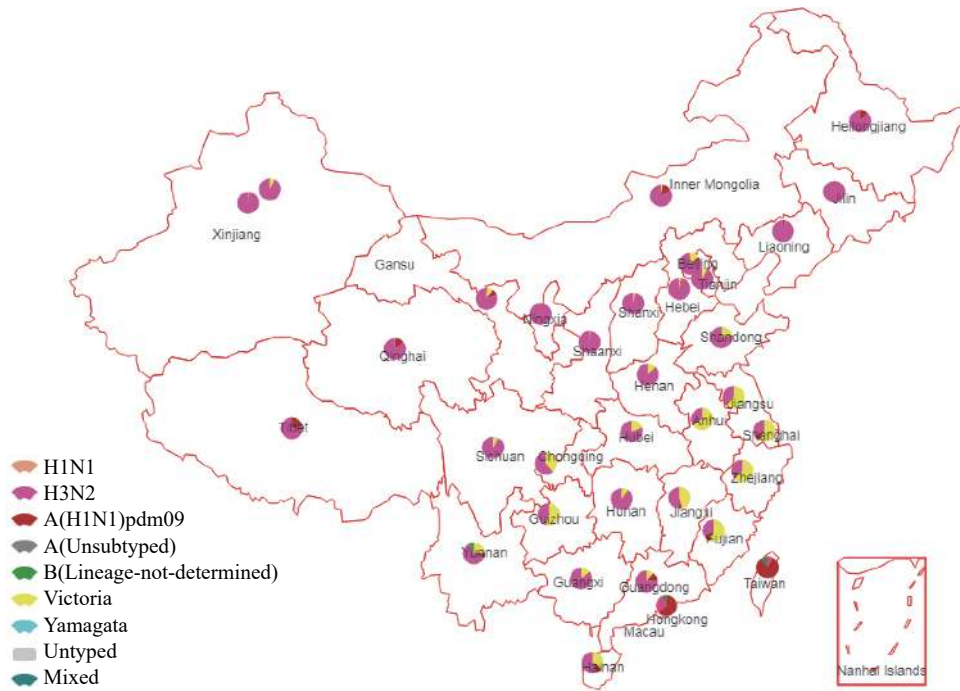 Heilongjiang
Inner Mongolia
Jilin
Xinjiang
Liaoning
Gansu
Beijing
Tianjin
Hebei
Ningxia
Shanxi
Shandong
Qinghai
Shaanxi
Henan
Jiangsu
Tibet
Anhui
Hubei
Shanghai
Sichuan
Chongqing
Zhejiang
Hunan
Jiangxi
Guizhou
Fujian
Yunnan
Guangxi
Guangdong
Taiwan
Hongkong
Macau
Hainan
Nanhai Islands
H1N1
H3N2
A(H1N1)pdm09
A(Unsubtyped)
B(Lineage-not-determined)
Victoria
Yamagata
Untyped
Mixed